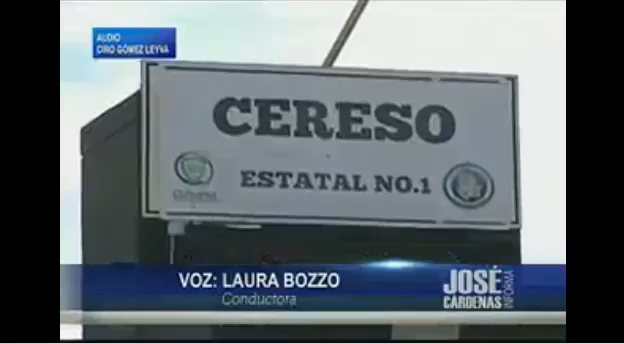 AUDIO
CIRO GÓMEZ LEYVA
CERESO
ESTATAL NO.1
VOZ: LAURA BOZZO
Conductora
JOSÉ
CÁRDENAS
INFORMA